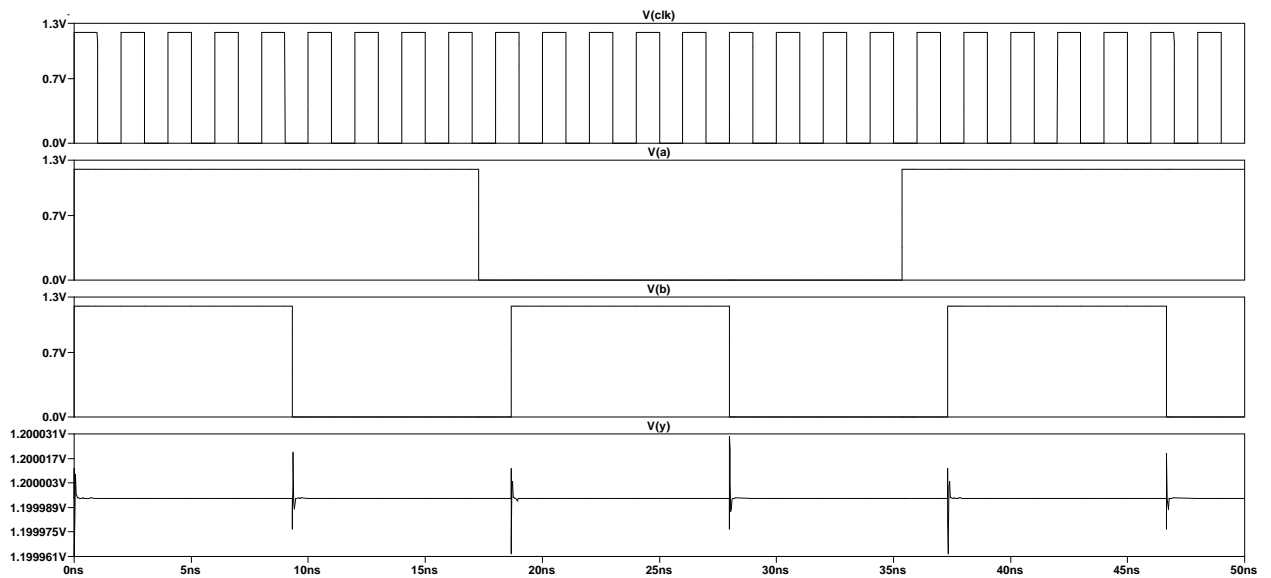 V(clk)
1.3V
0.7V
0.0V
V(a)
1.3V
0.7V
0.0V
V(b)
1.3V
0.7V
0.0V
V(y)
1.200031V
1.200017V
1.200003V
1.199989V
1.199975V
1.199961V
0ns 5ns 10ns 15ns 20ns 25ns 30ns 35ns 40ns 45ns 50ns